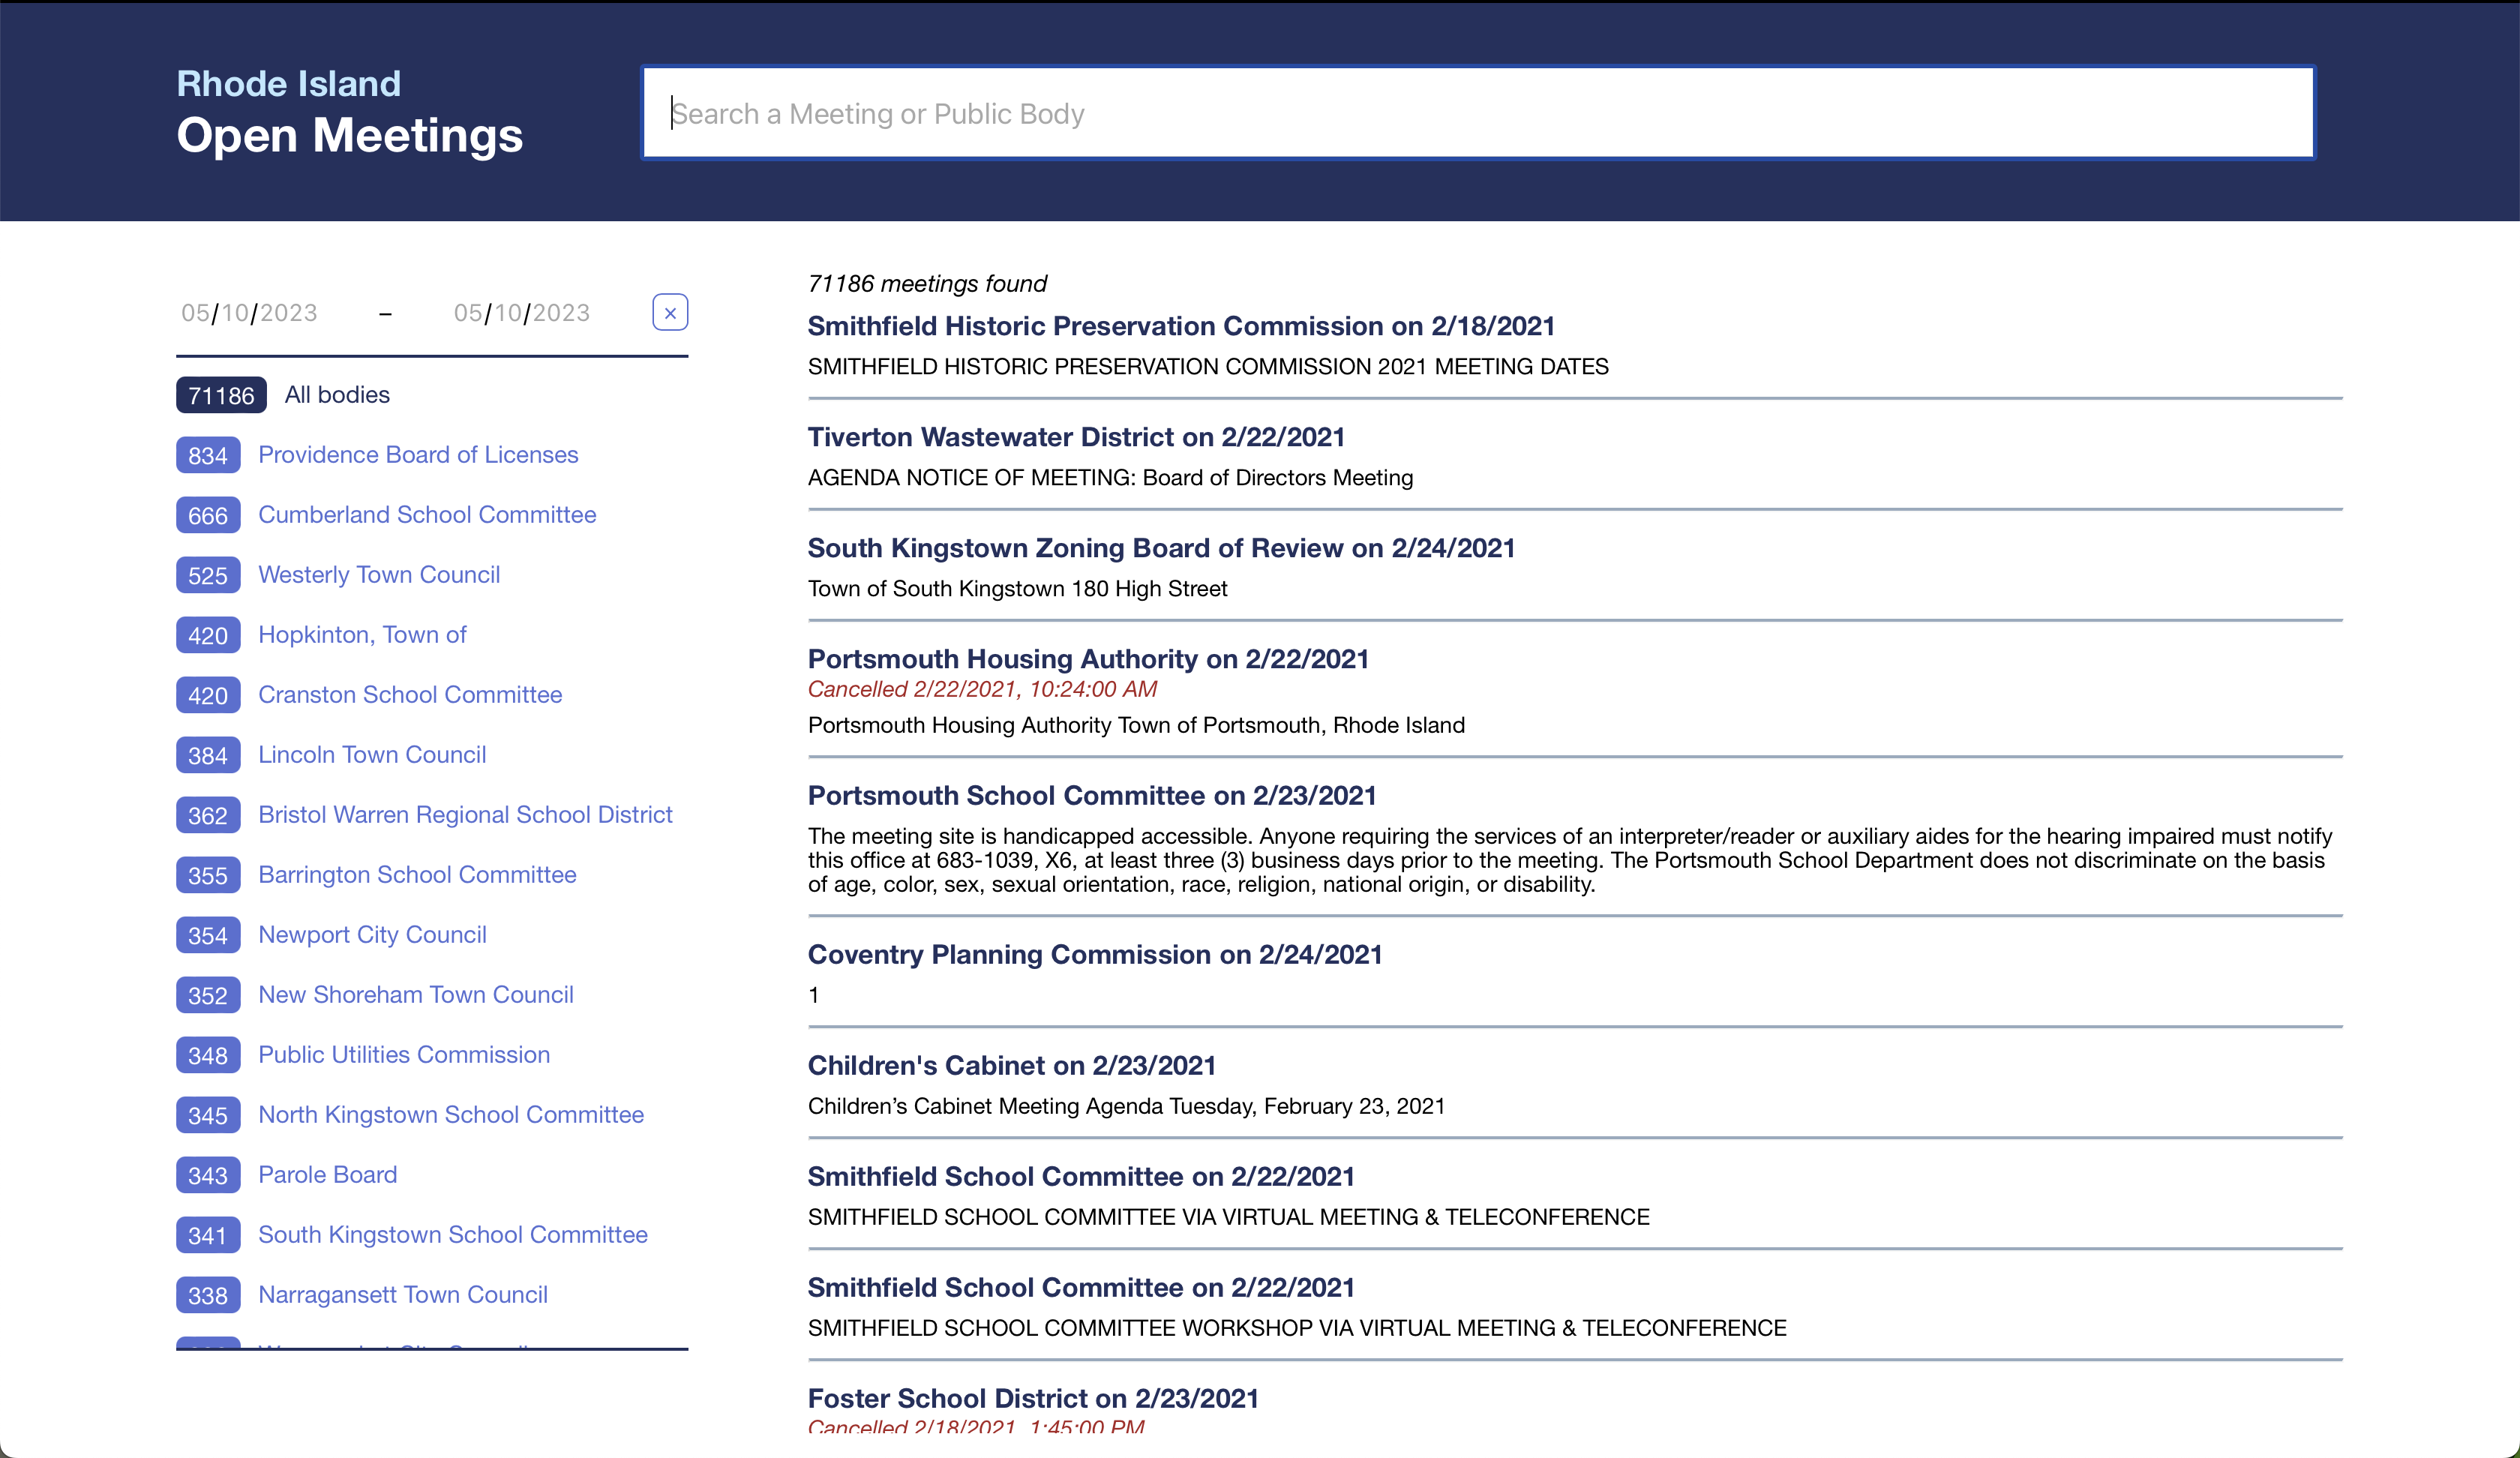 Rhode Island
Open Meetings
Search a Meeting or Public Body
05/10/2023 – 05/10/2023 ×
71186 All bodies
834 Providence Board of Licenses
666 Cumberland School Committee
525 Westerly Town Council
420 Hopkinton, Town of
420 Cranston School Committee
384 Lincoln Town Council
362 Bristol Warren Regional School District
355 Barrington School Committee
354 Newport City Council
352 New Shoreham Town Council
348 Public Utilities Commission
345 North Kingstown School Committee
343 Parole Board
341 South Kingstown School Committee
338 Narragansett Town Council
71186 meetings found
Smithfield Historic Preservation Commission on 2/18/2021
SMITHFIELD HISTORIC PRESERVATION COMMISSION 2021 MEETING DATES
Tiverton Wastewater District on 2/22/2021
AGENDA NOTICE OF MEETING: Board of Directors Meeting
South Kingstown Zoning Board of Review on 2/24/2021
Town of South Kingstown 180 High Street
Portsmouth Housing Authority on 2/22/2021
Cancelled 2/22/2021, 10:24:00 AM
Portsmouth Housing Authority Town of Portsmouth, Rhode Island
Portsmouth School Committee on 2/23/2021
The meeting site is handicapped accessible. Anyone requiring the services of an interpreter/reader or auxiliary aides for the hearing impaired must notify
this office at 683-1039, X6, at least three (3) business days prior to the meeting. The Portsmouth School Department does not discriminate on the basis
of age, color, sex, sexual orientation, race, religion, national origin, or disability.
Coventry Planning Commission on 2/24/2021
1
Children's Cabinet on 2/23/2021
Children’s Cabinet Meeting Agenda Tuesday, February 23, 2021
Smithfield School Committee on 2/22/2021
SMITHFIELD SCHOOL COMMITTEE VIA VIRTUAL MEETING & TELECONFERENCE
Smithfield School Committee on 2/22/2021
SMITHFIELD SCHOOL COMMITTEE WORKSHOP VIA VIRTUAL MEETING & TELECONFERENCE
Foster School District on 2/23/2021
Cancelled 2/18/2021, 1:45:00 PM